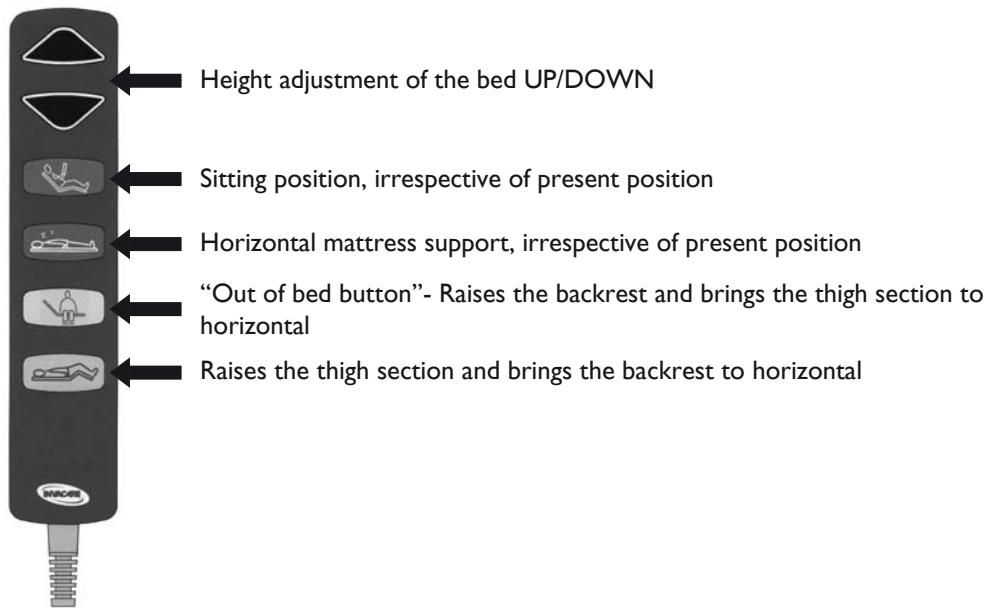 Height adjustment of the bed UP/DOWN
Sitting position, irrespective of present position
z z
Horizontal mattress support, irrespective of present position
“Out of bed button”- Raises the backrest and brings the thigh section to
horizontal
Raises the thigh section and brings the backrest to horizontal
INVACARE